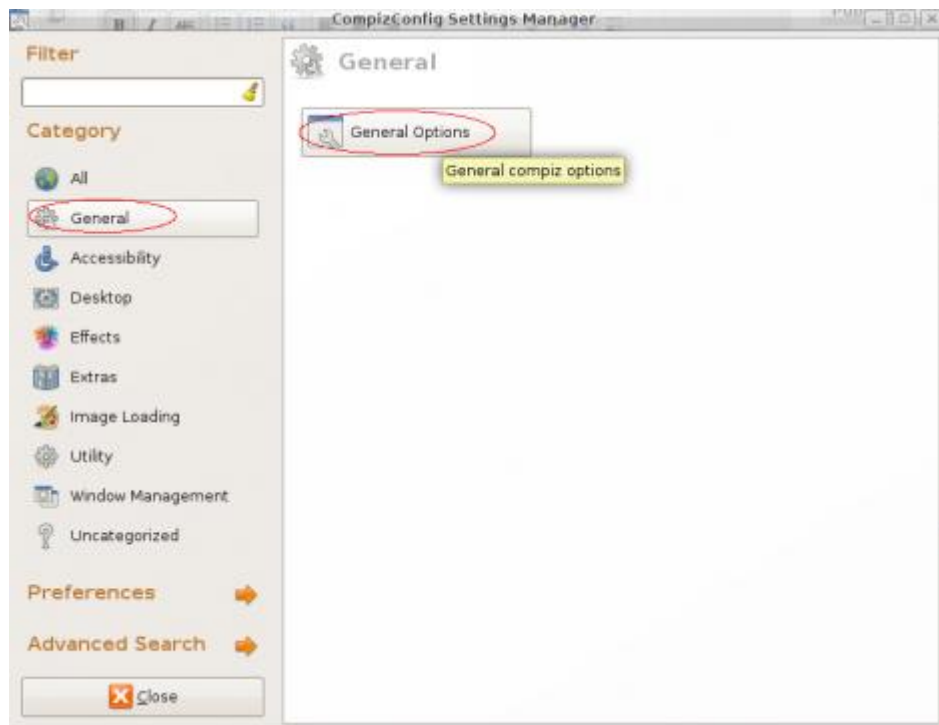 CompizConfig Settings Manager
Filter
Category
All
General
Accessibility
Desktop
Effects
Extras
Image Loading
Utility
Window Management
Uncategorized
Preferences
Advanced Search
Close
General
General Options
General compiz options